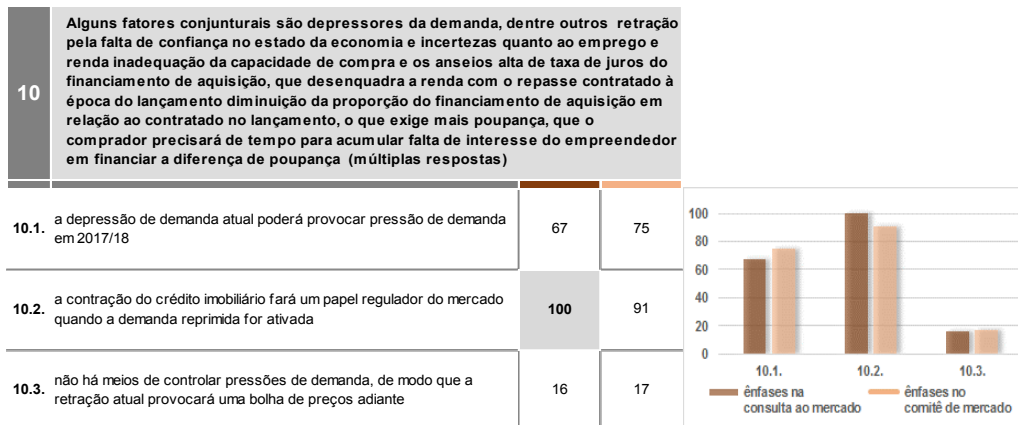 10
Alguns fatores conjunturais são depressores da demanda, dentre outros retração
pela falta de confiança no estado da economia e incertezas quanto ao emprego e
renda inadequação da capacidade de compra e os anseios alta de taxa de juros do
financiamento de aquisição, que desenquadra a renda com o repasse contratado à
época do lançamento diminuição da proporção do financiamento de aquisição em
relação ao contratado no lançamento, o que exige mais poupança, que o
comprador precisará de tempo para acumular falta de interesse do empreendedor
em financiar a diferença de poupança (múltiplas respostas)
10.1. a depressão de demanda atual poderá provocar pressão de demanda
em 2017/18
67 75
10.2. a contração do crédito imobiliário fará um papel regulador do mercado
quando a demanda reprimida for ativada
100 91
10.3. não há meios de controlar pressões de demanda, de modo que a
retração atual provocará uma bolha de preços adiante
16 17
100
80
60
40
20
0
10.1. 10.2. 10.3.
ênfases na
consulta ao mercado
ênfases no
comitê de mercado